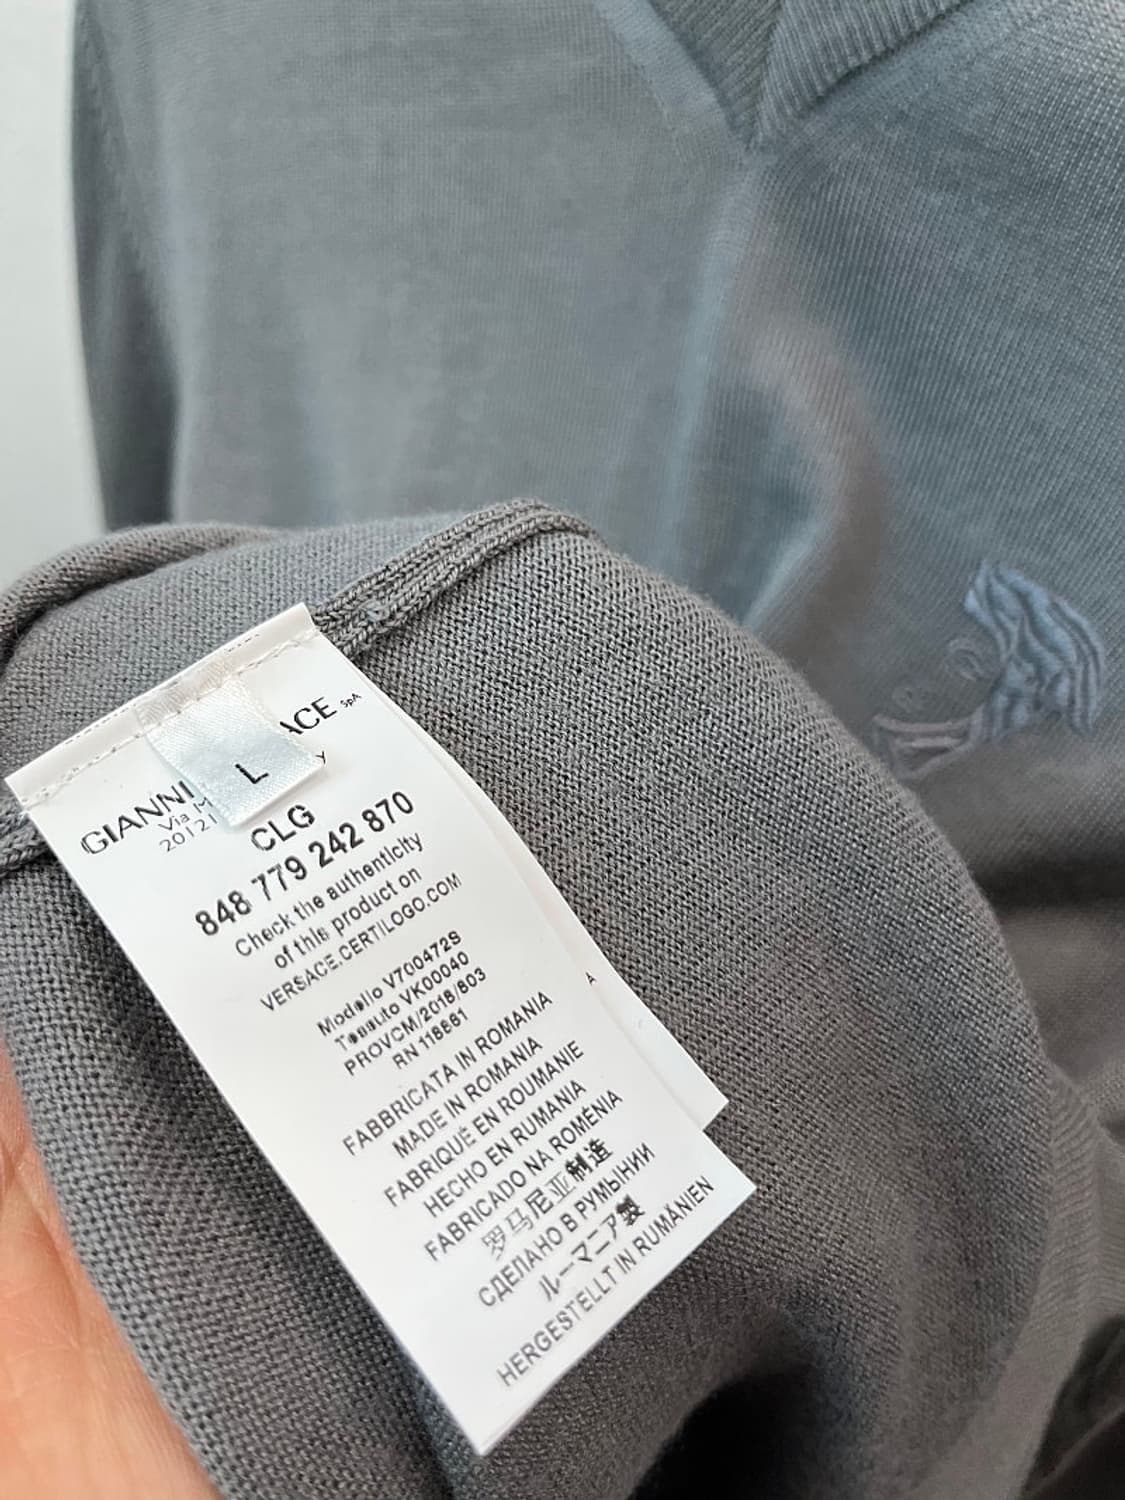 GIANNI ACE SpA
L
Via M y
20121
CLG
848 779 242 870
Check the authenticity
of this product on
VERSACE.CERTILOGO.COM
Modello V700472S
Tessuto VK00040
PROVCM/2018/803
RN 118861
FABBRICATA IN ROMANIA
MADE IN ROMANIA
FABRIQUÉ EN ROUMANIE
HECHO EN RUMANIA
FABRICADO NA ROMÉNIA
罗马尼亚制造
СДЕЛАНО В РУМЫНИИ
ルーマニア製
HERGESTELLT IN RUMÄNIEN
A